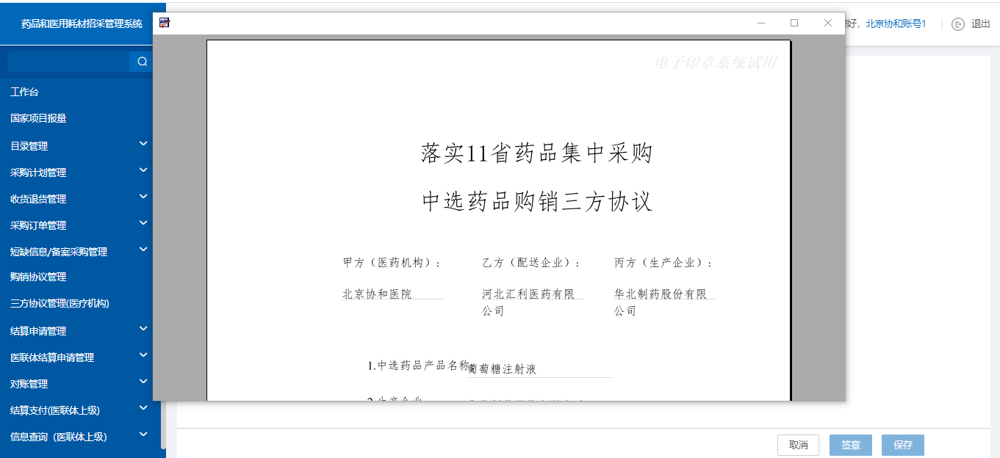 药品和医用耗材招采管理系统
好，北京协和账号1
退出
工作台
国家项目报量
目录管理
采购计划管理
收货退货管理
采购订单管理
短缺信息/备案采购管理
购销协议管理
三方协议管理(医疗机构)
结算申请管理
医联体结算申请管理
对账管理
结算支付(医联体上级)
信息查询（医联体上级)
电子印章系统试用
落实11省药品集中采购
中选药品购销三方协议
甲方（医药机构）: 乙方（配送企业）: 丙方（生产企业）:
北京协和医院 河北汇利医药有限公司 华北制药股份有限公司
1.中选药品产品名称 葡萄糖注射液
2.生产企业
取消 签章 保存